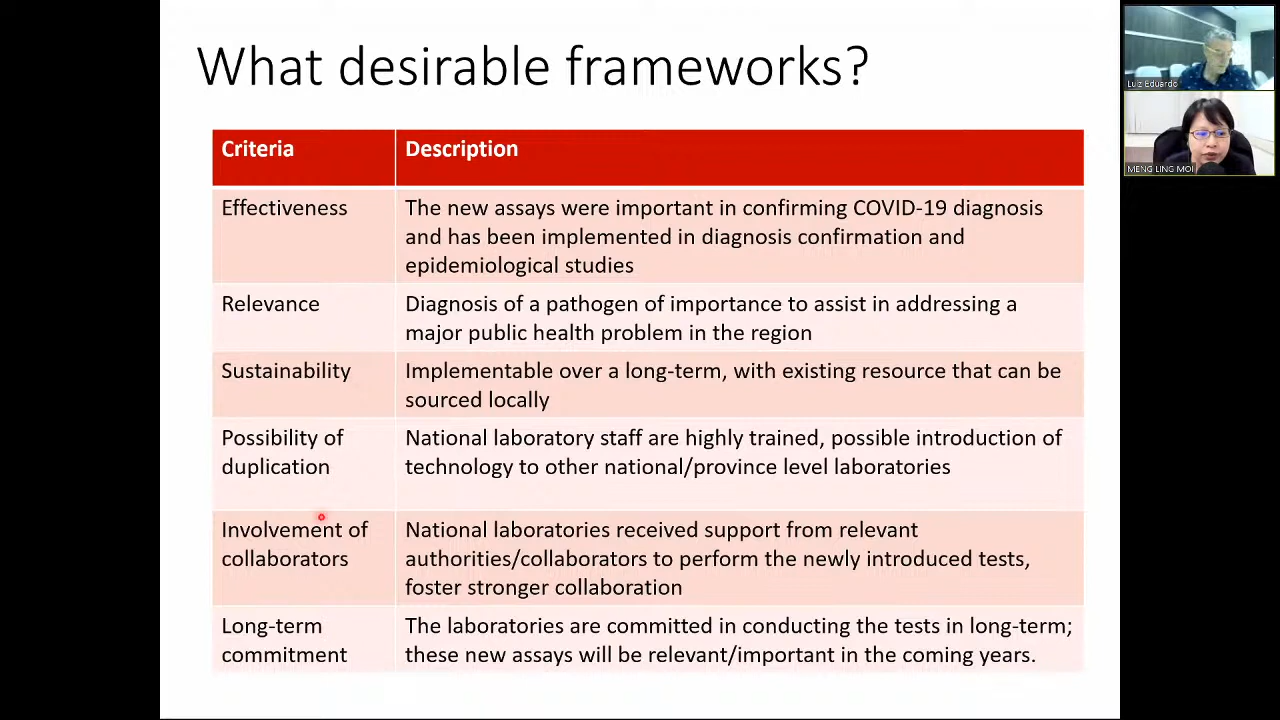 What desirable frameworks?
Criteria
Description
Effectiveness
The new assays were important in confirming COVID-19 diagnosis
and has been implemented in diagnosis confirmation and
epidemiological studies
Relevance
Diagnosis of a pathogen of importance to assist in addressing a
major public health problem in the region
Sustainability
Implementable over a long-term, with existing resource that can be
sourced locally
Possibility of
duplication
National laboratory staff are highly trained, possible introduction of
technology to other national/province level laboratories
Involvement of
collaborators
National laboratories received support from relevant
authorities/collaborators to perform the newly introduced tests,
foster stronger collaboration
Long-term
commitment
The laboratories are committed in conducting the tests in long-term;
these new assays will be relevant/important in the coming years.
Luiz Eduardo
MENG LING MOI